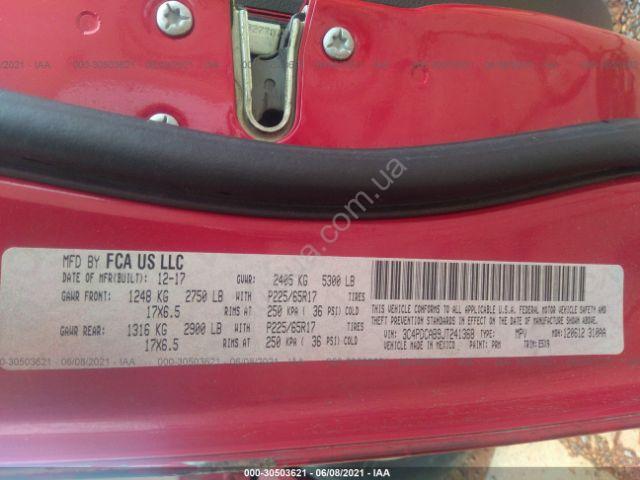 000-30503621 - 06/08/2021 - IAA
MFD BY FCA US LLC
DATE OF MFR(BUILT): 12-17 GVWR: 2405 KG 5300 LB
GAWR FRONT: 1248 KG 2750 LB WITH P225/65R17 TIRES
17X6.5 RIMS AT 250 KPA ( 36 PSI) COLD
GAWR REAR: 1316 KG 2900 LB WITH P225/65R17 TIRES
17X6.5 RIMS AT 250 KPA ( 36 PSI) COLD
THIS VEHICLE CONFORMS TO ALL APPLICABLE U.S.A. FEDERAL MOTOR VEHICLE SAFETY AND
THEFT PREVENTION STANDARDS IN EFFECT ON THE DATE OF MANUFACTURE SHOWN ABOVE.
VIN: 3C4PDCAB9JT241368 TYPE: MPV
VEHICLE MADE IN MEXICO PAINT: PRM TRIM: E5X9
000-30503621 - 06/08/2021 - IAA